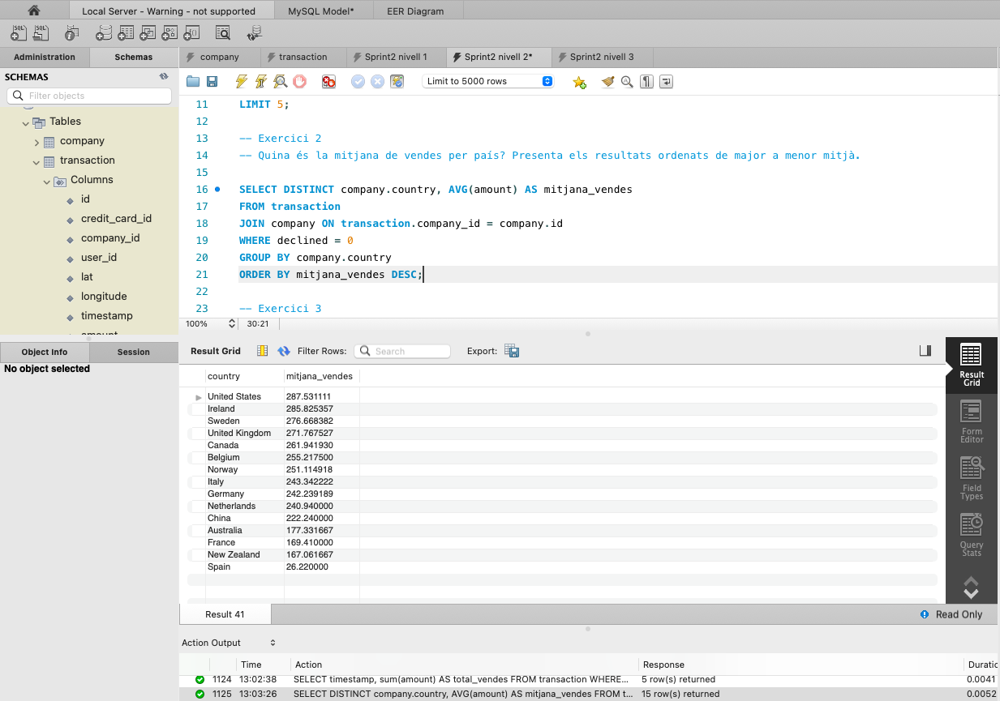 Local Server - Warning - not supported
MySQL Model*
EER Diagram
Administration
Schemas
company
transaction
Sprint2 nivell 1
Sprint2 nivell 2*
Sprint2 nivell 3
SCHEMAS
Filter objects
Tables
company
transaction
Columns
id
credit_card_id
company_id
user_id
lat
longitude
timestamp
amount
Object Info
Session
No object selected
Limit to 5000 rows
11 LIMIT 5;
12
13 -- Exercici 2
14 -- Quina és la mitjana de vendes per país? Presenta els resultats ordenats de major a menor mitjà.
15
16 SELECT DISTINCT company.country, AVG(amount) AS mitjana_vendes
17 FROM transaction
18 JOIN company ON transaction.company_id = company.id
19 WHERE declined = 0
20 GROUP BY company.country
21 ORDER BY mitjana_vendes DESC;
22
23 -- Exercici 3
100%
30:21
Result Grid
Filter Rows:
Search
Export:
country mitjana_vendes
United States 287.531111
Ireland 285.825357
Sweden 276.668382
United Kingdom 271.767527
Canada 261.941930
Belgium 255.217500
Norway 251.114918
Italy 243.342222
Germany 242.239189
Netherlands 240.940000
China 222.240000
Australia 177.331667
France 169.410000
New Zealand 167.061667
Spain 26.220000
Result
Grid
Form
Editor
Field
Types
Query
Stats
Result 41
Read Only
Action Output
Time Action Response Duratic
1124 13:02:38 SELECT timestamp, sum(amount) AS total_vendes FROM transaction WHERE... 5 row(s) returned 0.0041
1125 13:03:26 SELECT DISTINCT company.country, AVG(amount) AS mitjana_vendes FROM t... 15 row(s) returned 0.0052